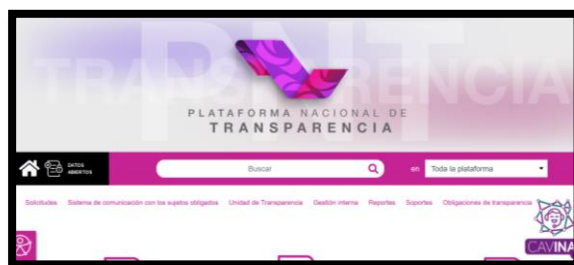 PNT
TRANSPARENCIA
PLATAFORMA NACIONAL DE
TRANSPARENCIA
DATOS
ABIERTOS
Buscar
en
Toda la plataforma
Solicitudes Sistema de comunicación con los sujetos obligados Unidad de Transparencia Gestión interna Reportes Soportes Obligaciones de transparencia
CAVINA